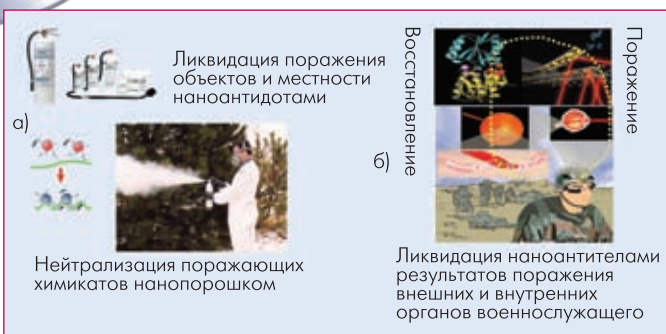 Ликвидация поражения
объектов и местности
наноантидотами
а)
Нейтрализация поражающих
химикатов нанопорошком
Восстановление
Поражение
б)
Ликвидация наноантителами
результатов поражения
внешних и внутренних
органов военнослужащего